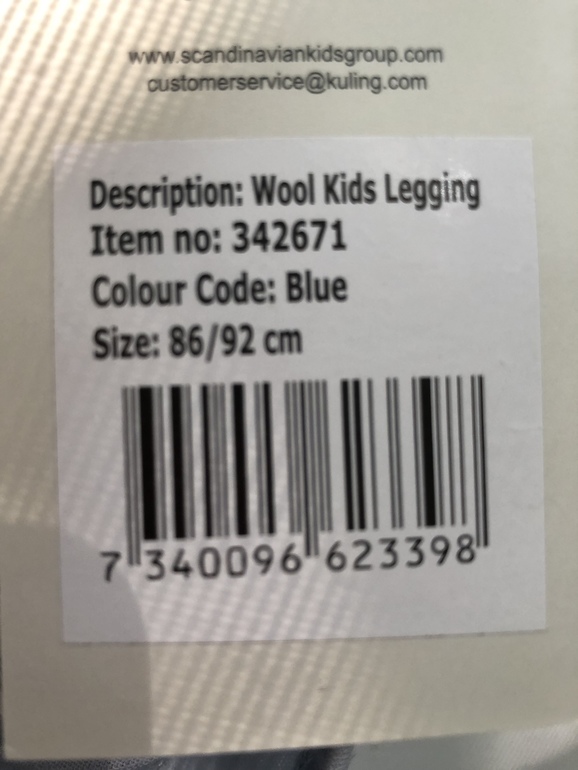 www.scandinaviankidsgroup.com
customerservice@kuling.com
Description: Wool Kids Legging
Item no: 342671
Colour Code: Blue
Size: 86/92 cm
7 340096 623398